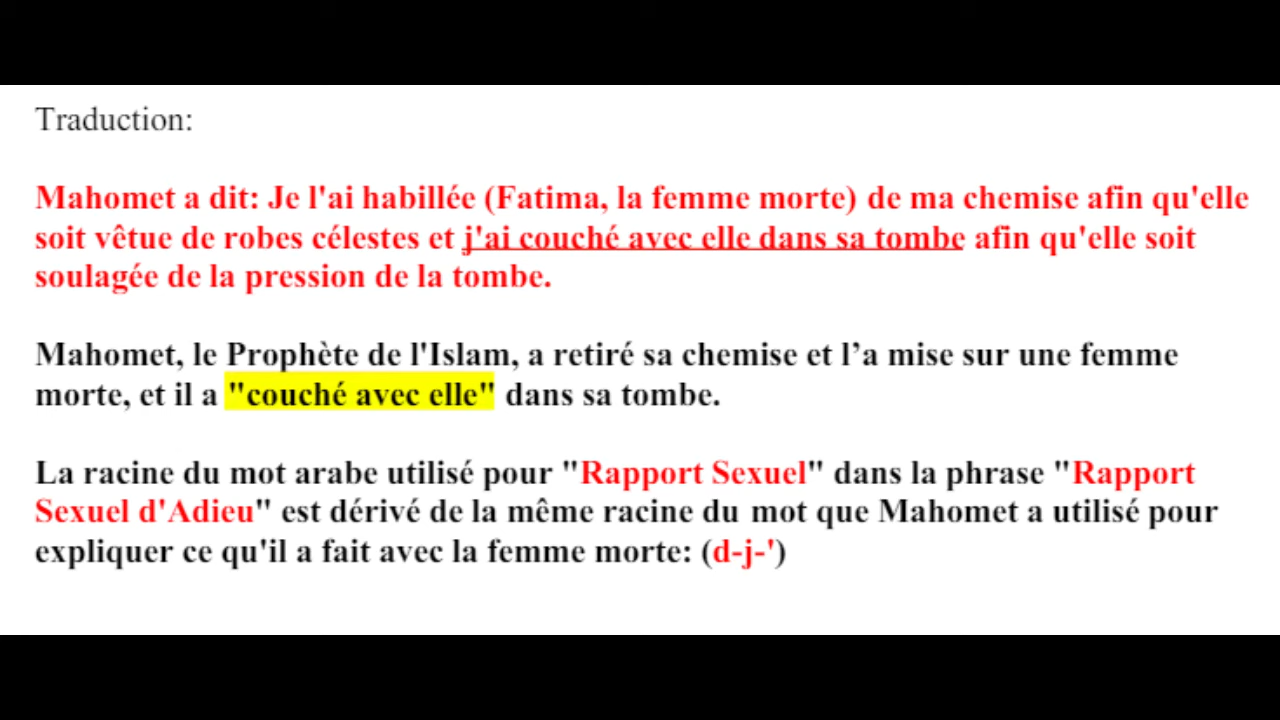 Traduction:
Mahomet a dit: Je l'ai habillée (Fatima, la femme morte) de ma chemise afin qu'elle
soit vêtue de robes célestes et j'ai couché avec elle dans sa tombe afin qu'elle soit
soulagée de la pression de la tombe.
Mahomet, le Prophète de l'Islam, a retiré sa chemise et l’a mise sur une femme
morte, et il a "couché avec elle" dans sa tombe.
La racine du mot arabe utilisé pour "Rapport Sexuel" dans la phrase "Rapport
Sexuel d'Adieu" est dérivé de la même racine du mot que Mahomet a utilisé pour
expliquer ce qu'il a fait avec la femme morte: (d-j-')